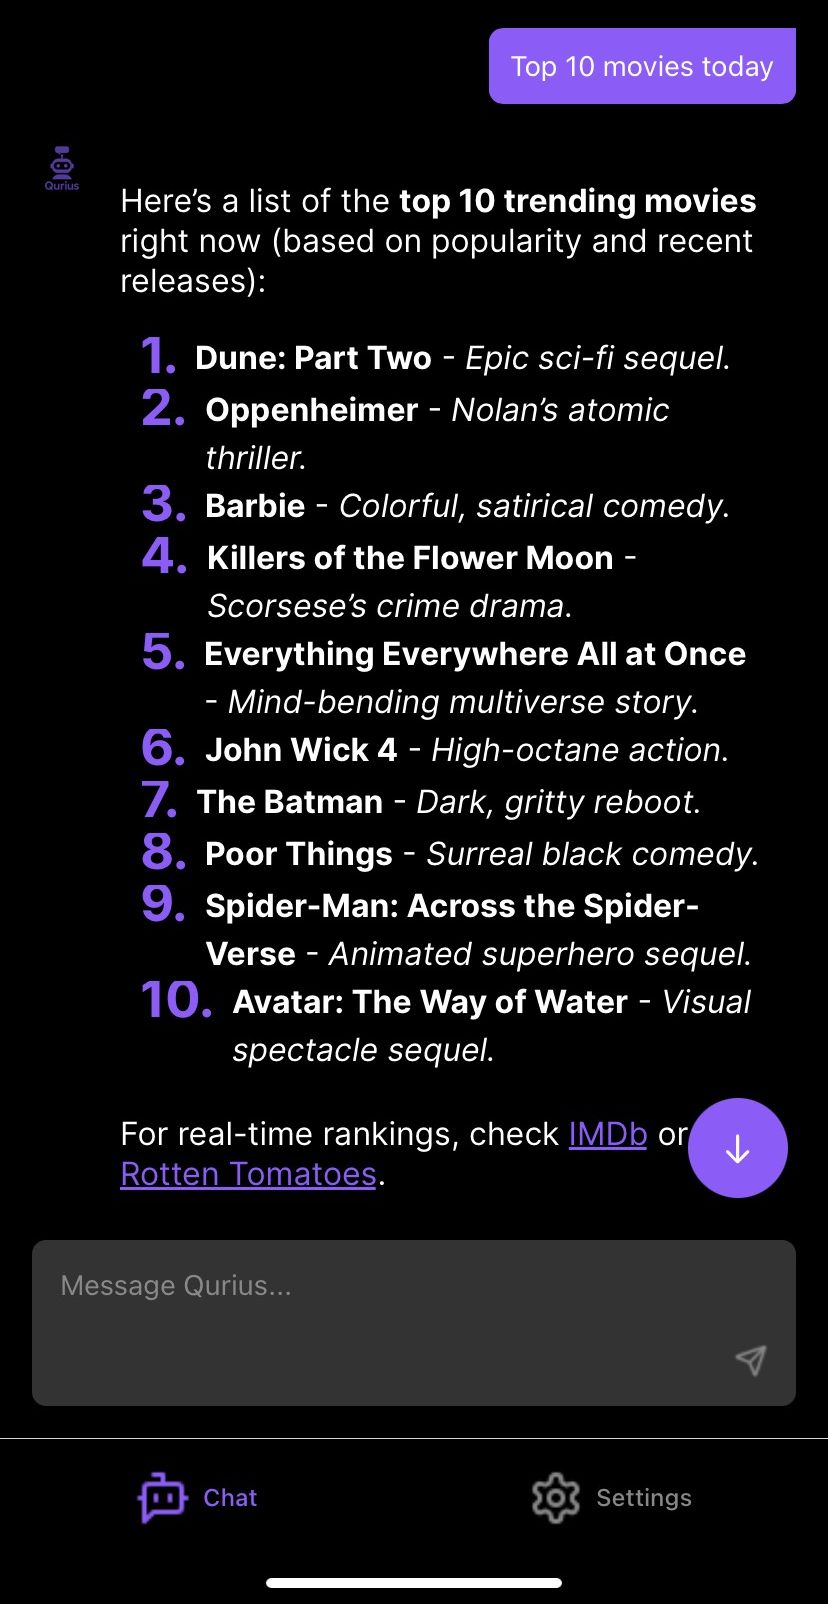 Top 10 movies today
Qurius
Here’s a list of the top 10 trending movies
right now (based on popularity and recent
releases):
1. Dune: Part Two - Epic sci-fi sequel.
2. Oppenheimer - Nolan’s atomic
thriller.
3. Barbie - Colorful, satirical comedy.
4. Killers of the Flower Moon -
Scorsese’s crime drama.
5. Everything Everywhere All at Once
- Mind-bending multiverse story.
6. John Wick 4 - High-octane action.
7. The Batman - Dark, gritty reboot.
8. Poor Things - Surreal black comedy.
9. Spider-Man: Across the Spider-
Verse - Animated superhero sequel.
10. Avatar: The Way of Water - Visual
spectacle sequel.
For real-time rankings, check IMDb or
Rotten Tomatoes.
Message Qurius...
Chat
Settings